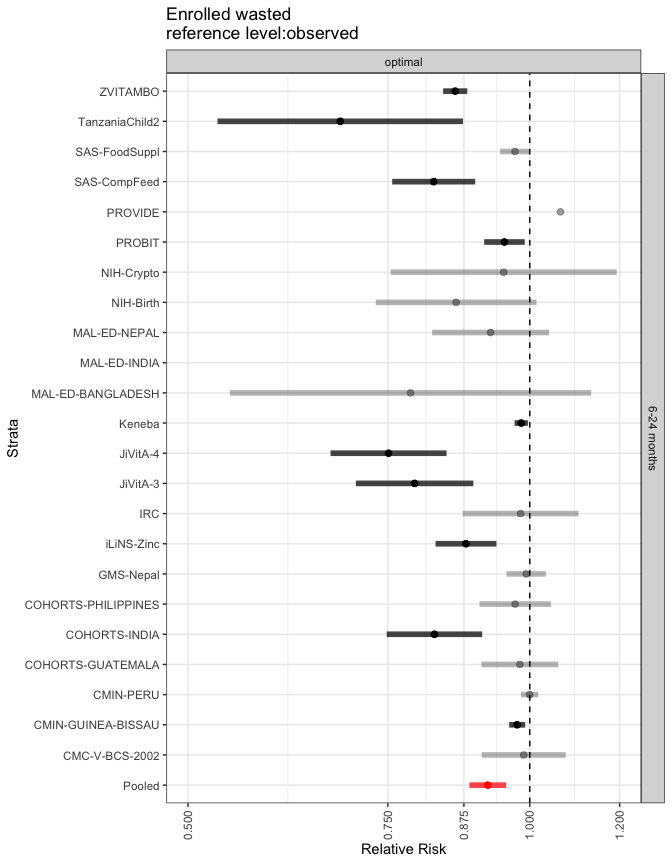 Enrolled wasted
reference level:observed
optimal
ZVITAMBO
TanzaniaChild2
SAS-FoodSuppl
SAS-CompFeed
PROVIDE
PROBIT
NIH-Crypto
NIH-Birth
MAL-ED-NEPAL
MAL-ED-INDIA
MAL-ED-BANGLADESH
Keneba
JiVitA-4
JiVitA-3
IRC
iLiNS-Zinc
GMS-Nepal
COHORTS-PHILIPPINES
COHORTS-INDIA
COHORTS-GUATEMALA
CMIN-PERU
CMIN-GUINEA-BISSAU
CMC-V-BCS-2002
Pooled
Strata
6-24 months
0.500
0.750
0.875
1.000
1.200
Relative Risk